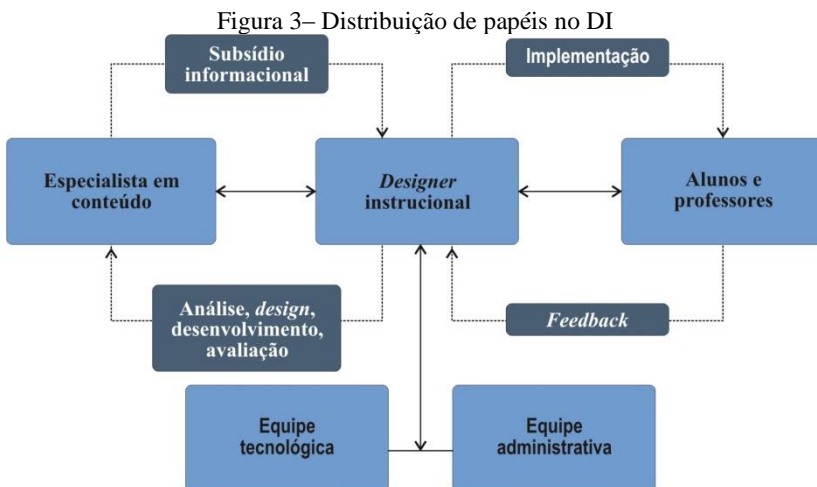 Figura 3– Distribuição de papéis no DI
Subsídio
informacional
Implementação
Especialista em
conteúdo
Designer
instrucional
Alunos e
professores
Análise, design,
desenvolvimento,
avaliação
Feedback
Equipe
tecnológica
Equipe
administrativa